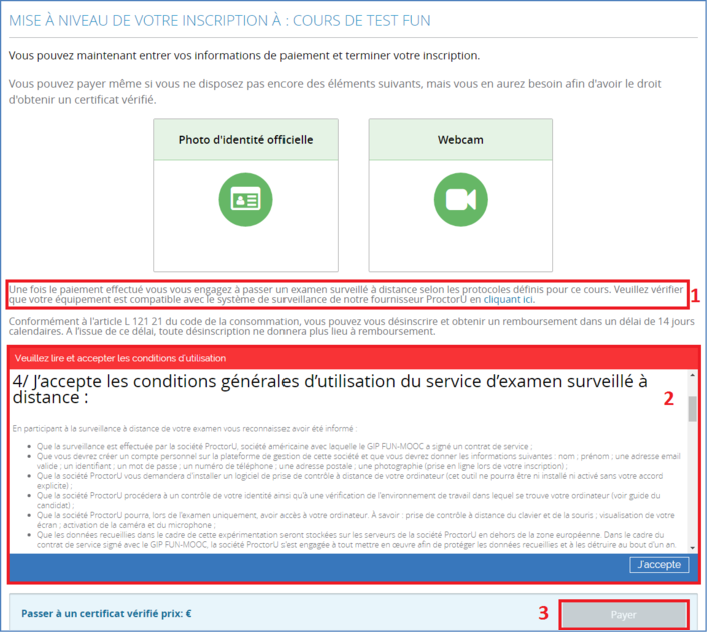 MISE À NIVEAU DE VOTRE INSCRIPTION À : COURS DE TEST FUN
Vous pouvez maintenant entrer vos informations de paiement et terminer votre inscription.
Vous pouvez payer même si vous ne disposez pas encore des éléments suivants, mais vous en aurez besoin afin d'avoir le droit
d'obtenir un certificat vérifié.
Photo d'identité officielle
Webcam
Une fois le paiement effectué vous vous engagez à passer un examen surveillé à distance selon les protocoles définis pour ce cours. Veuillez vérifier
que votre équipement est compatible avec le système de surveillance de notre fournisseur ProctorU en cliquant ici.
1
Conformément à l'article L 121 21 du code de la consommation, vous pouvez vous désinscrire et obtenir un remboursement dans un délai de 14 jours
calendaires. A l'issue de ce délai, toute désinscription ne donnera plus lieu à remboursement.
Veuillez lire et accepter les conditions d'utilisation
4/ J'accepte les conditions générales d'utilisation du service d'examen surveillé à
distance :
2
En participant à la surveillance à distance de votre examen vous reconnaissez avoir été informé :
Que la surveillance est effectuée par la société ProctorU, société américaine avec laquelle le GIP FUN-MOOC a signé un contrat de service ;
Que vous devrez créer un compte personnel sur la plateforme de gestion de cette société et que vous devrez donner les informations suivantes : nom ; prénom ; une adresse email
valide ; un identifiant ; un mot de passe ; un numéro de téléphone ; une adresse postale ; une photographie (prise en ligne lors de votre inscription) ;
Que la société ProctorU vous demandera d'installer un logiciel de prise de contrôle à distance de votre ordinateur (cet outil ne pourra être ni installé ni activé sans votre accord
explicite) ;
Que la société ProctorU procédera à un contrôle de votre identité ainsi qu'à une vérification de l'environnement de travail dans lequel se trouve votre ordinateur (voir guide du
candidat) ;
Que la société ProctorU pourra, lors de l'examen uniquement, avoir accès à votre ordinateur. À savoir : prise de contrôle à distance du clavier et de la souris ; visualisation de votre
écran ; activation de la caméra et du microphone ;
Que les données recueillies dans le cadre de cette expérimentation seront stockées sur les serveurs de la société ProctorU en dehors de la zone européenne. Dans le cadre du
contrat de service signé avec le GIP FUN-MOOC, la société ProctorU s'est engagée à tout mettre en œuvre afin de protéger les données recueillies et à les détruire au bout d'un an.
J'accepte
Passer à un certificat vérifié prix: €
3
Payer